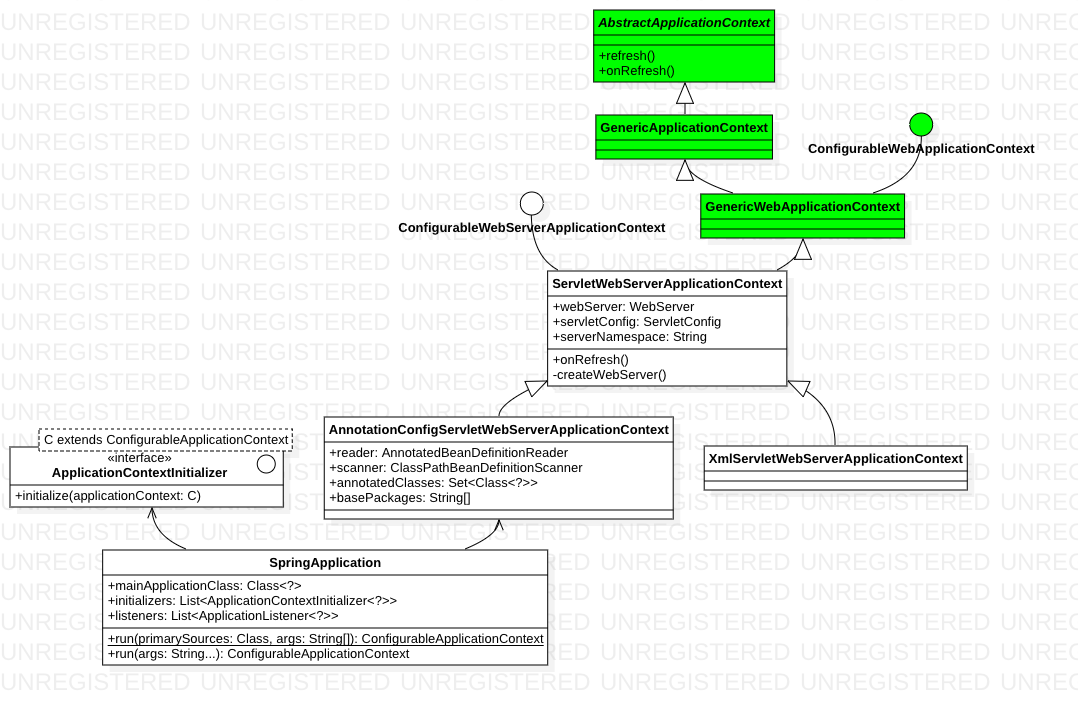 AbstractApplicationContext
+refresh()
+onRefresh()
GenericApplicationContext
ConfigurableWebApplicationContext
GenericWebApplicationContext
ConfigurableWebServerApplicationContext
ServletWebServerApplicationContext
+webServer: WebServer
+servletConfig: ServletConfig
+serverNamespace: String
+onRefresh()
-createWebServer()
C extends ConfigurableApplicationContext
«interface»
ApplicationContextInitializer
+initialize(applicationContext: C)
AnnotationConfigServletWebServerApplicationContext
+reader: AnnotatedBeanDefinitionReader
+scanner: ClassPathBeanDefinitionScanner
+annotatedClasses: Set<Class<?>>
+basePackages: String[]
XmlServletWebServerApplicationContext
SpringApplication
+mainApplicationClass: Class<?>
+initializers: List<ApplicationContextInitializer<?>>
+listeners: List<ApplicationListener<?>>
+run(primarySources: Class, args: String[]): ConfigurableApplicationContext
+run(args: String...): ConfigurableApplicationContext
UNREGISTERED